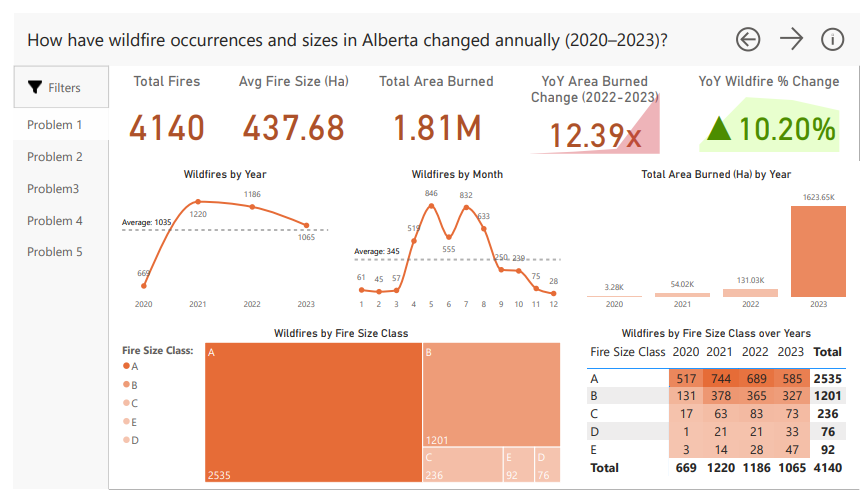 How have wildfire occurrences and sizes in Alberta changed annually (2020–2023)?
Filters
Problem 1
Problem 2
Problem3
Problem 4
Problem 5
Total Fires
4140
Avg Fire Size (Ha)
437.68
Total Area Burned
1.81M
YoY Area Burned
Change (2022-2023)
12.39x
YoY Wildfire % Change
▲ 10.20%
Wildfires by Year
Average: 1035
669
1220
1186
1065
2020 2021 2022 2023
Wildfires by Month
Average: 345
61 45 57 519 846 555 832 633 250 239 75 28
1 2 3 4 5 6 7 8 9 10 11 12
Total Area Burned (Ha) by Year
3.28K 54.02K 131.03K 1623.65K
2020 2021 2022 2023
Wildfires by Fire Size Class
Fire Size Class:
A
B
C
E
D
A
2535
B
1201
C
236
E
92
D
76
Wildfires by Fire Size Class over Years
Fire Size Class 2020 2021 2022 2023 Total
A 517 744 689 585 2535
B 131 378 365 327 1201
C 17 63 83 73 236
D 1 21 21 33 76
E 3 14 28 47 92
Total 669 1220 1186 1065 4140